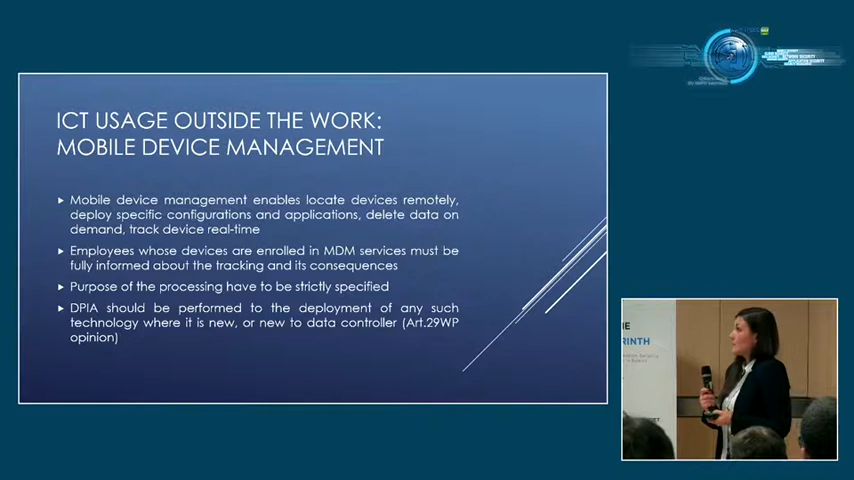 ICT USAGE OUTSIDE THE WORK:
MOBILE DEVICE MANAGEMENT
Mobile device management enables locate devices remotely,
deploy specific configurations and applications, delete data on
demand, track device real-time
Employees whose devices are enrolled in MDM services must be
fully informed about the tracking and its consequences
Purpose of the processing have to be strictly specified
DPIA should be performed to the deployment of any such
technology where it is new, or new to data controller (Art.29WP
opinion)
RINTH